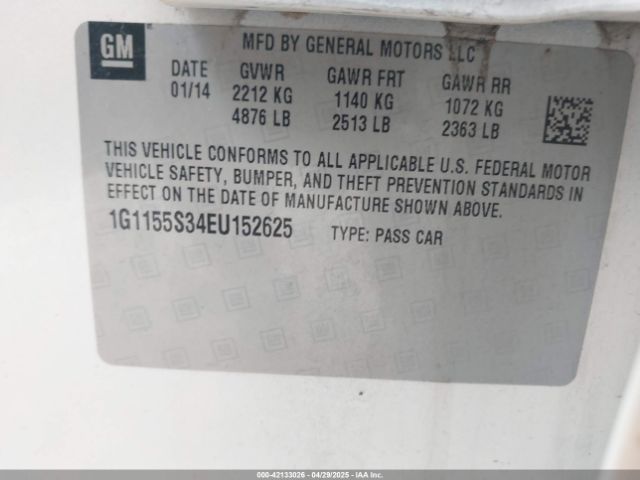 GM
MFD BY GENERAL MOTORS LLC
DATE GVWR GAWR FRT GAWR RR
01/14 2212 KG 1140 KG 1072 KG
4876 LB 2513 LB 2363 LB
THIS VEHICLE CONFORMS TO ALL APPLICABLE U.S. FEDERAL MOTOR
VEHICLE SAFETY, BUMPER, AND THEFT PREVENTION STANDARDS IN
EFFECT ON THE DATE OF MANUFACTURE SHOWN ABOVE.
1G1155S34EU152625 TYPE: PASS CAR
000-42133026 - 04/29/2025 - IAA Inc.